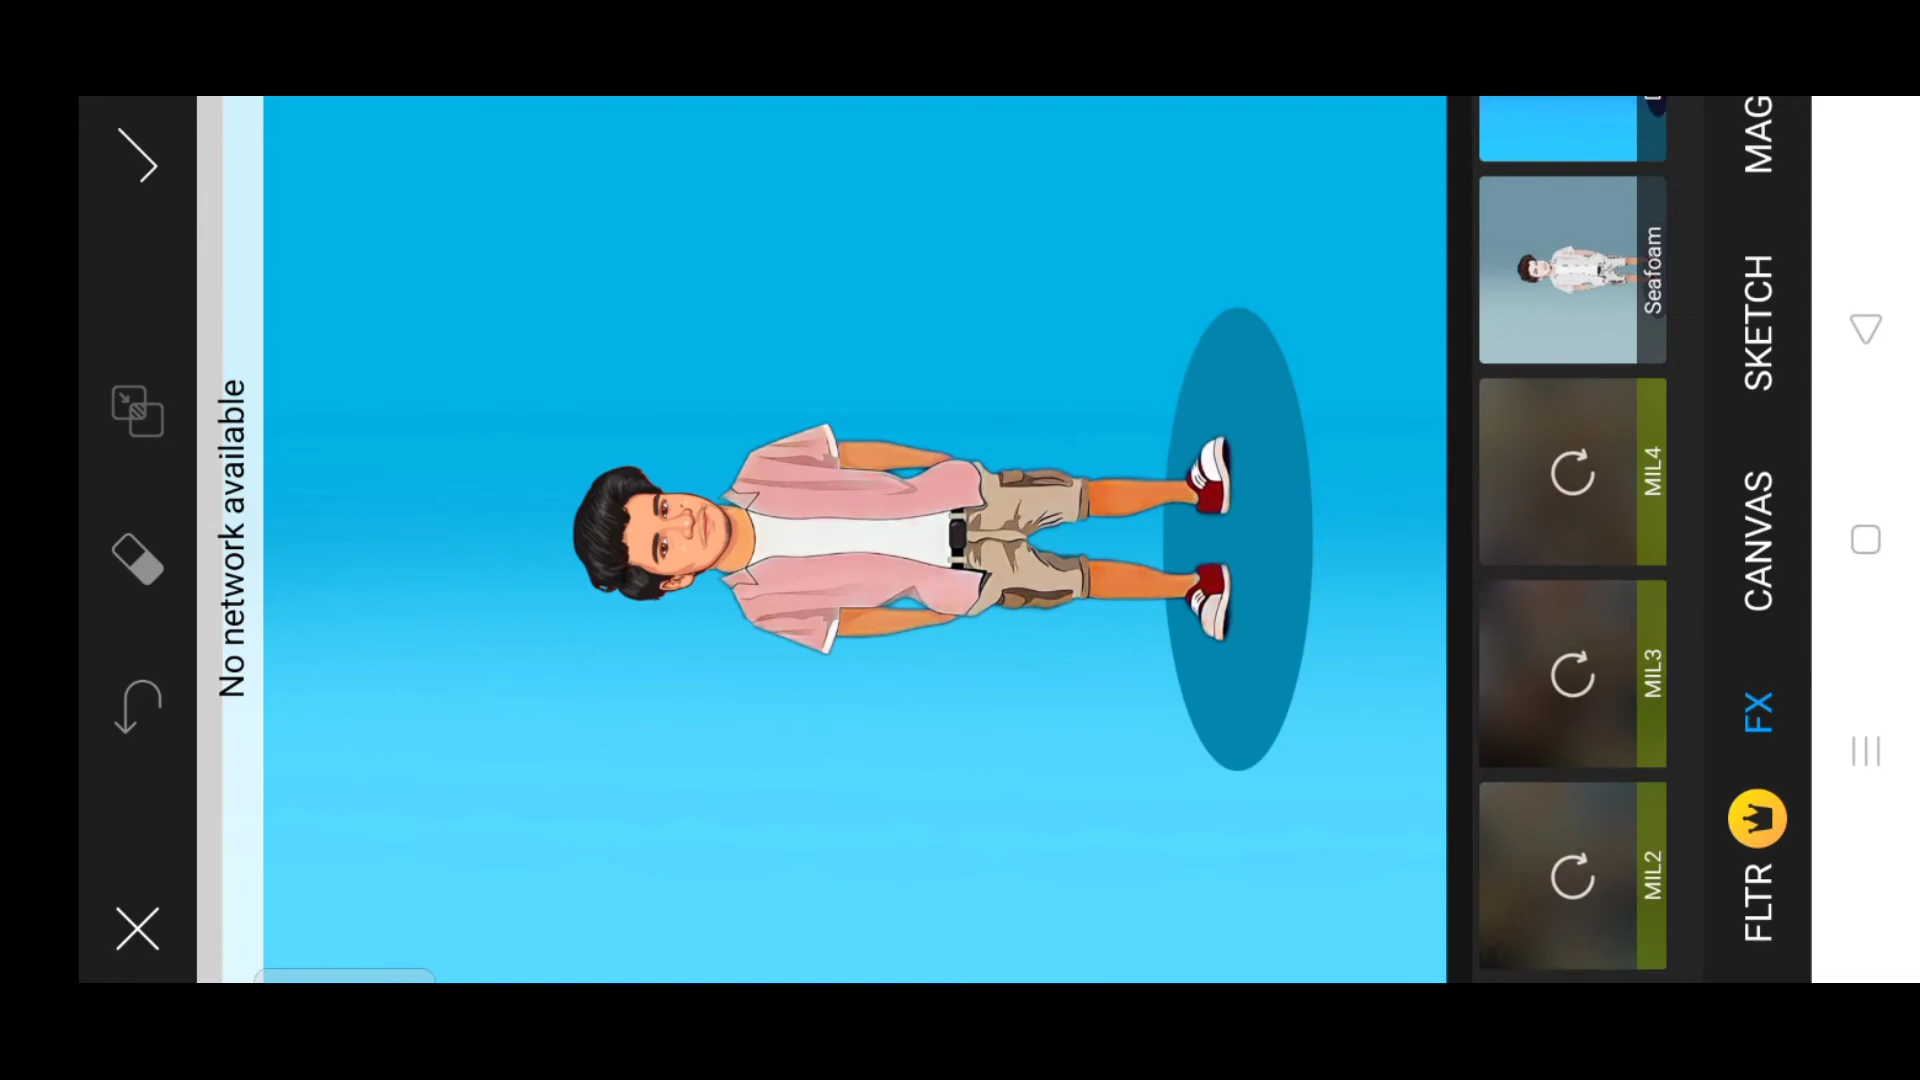 No network available
MIL2
MIL3
MIL4
Seafoam
FLTR
FX
CANVAS
SKETCH
MAG